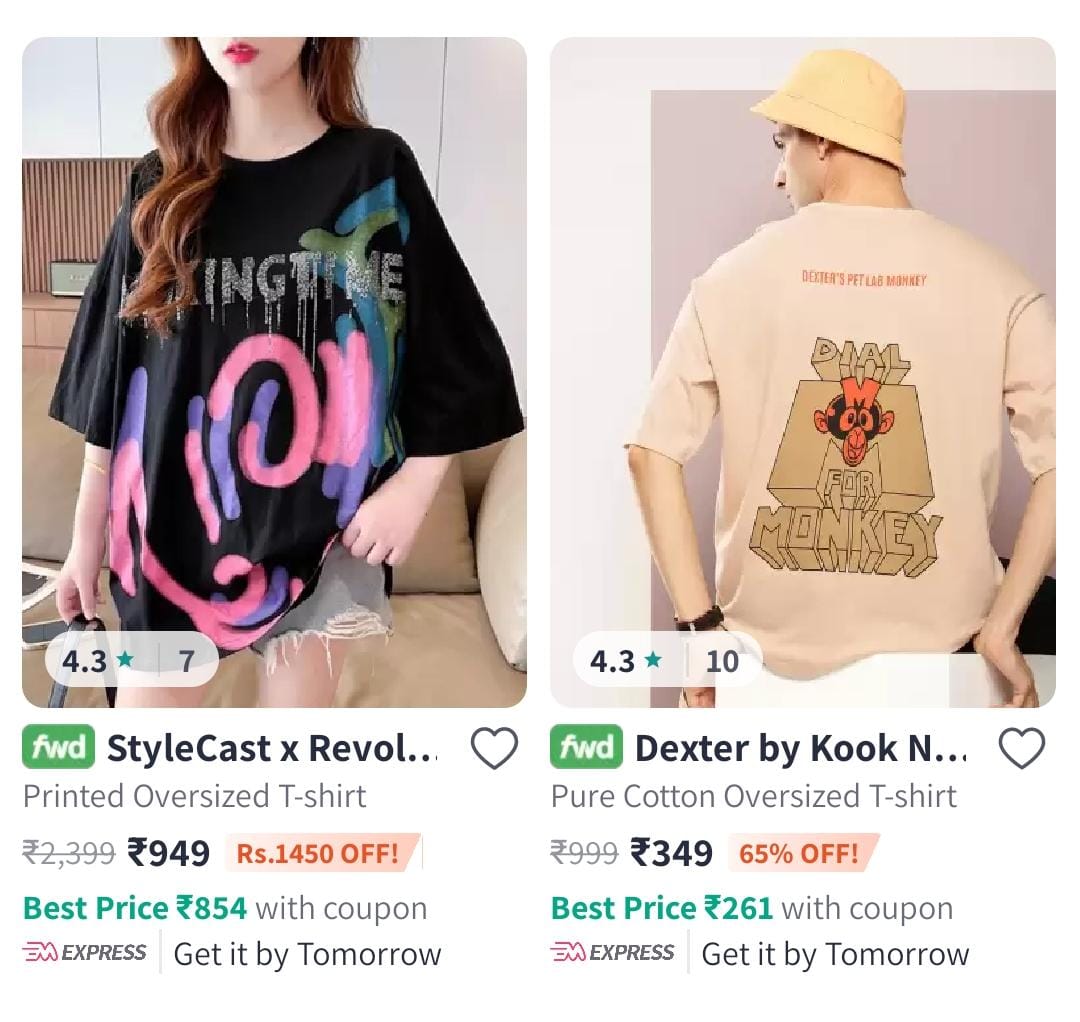 INGTIME
4.3 ★ | 7
fwd StyleCast x Revol...
Printed Oversized T-shirt
₹2,399 ₹949 Rs.1450 OFF!
Best Price ₹854 with coupon
EXPRESS | Get it by Tomorrow
DEXTER'S PET LAB MONKEY
DIAL
M
FOR
MONKEY
4.3 ★ | 10
fwd Dexter by Kook N...
Pure Cotton Oversized T-shirt
₹999 ₹349 65% OFF!
Best Price ₹261 with coupon
EXPRESS | Get it by Tomorrow